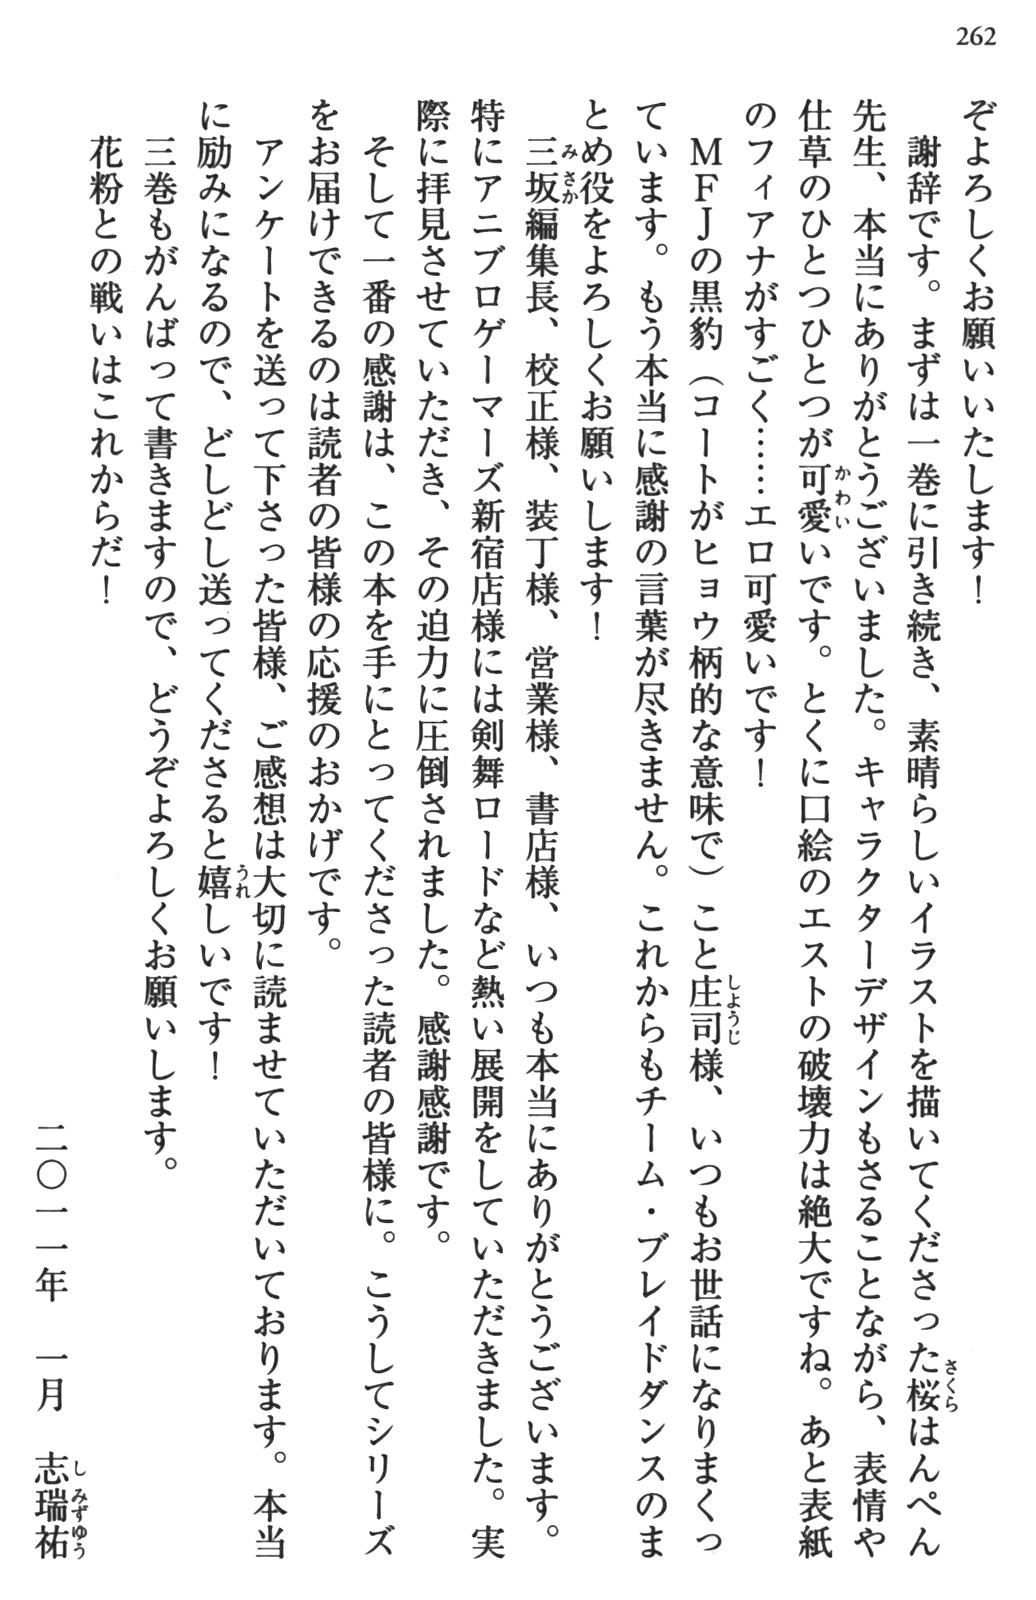 262
ぞよろしくお願いいたします！
謝辞です。まずは一巻に引き続き、素晴らしいイラストを描いてくださった桜はんぺん
先生、本当にありがとうございました。キャラクターデザインもさることながら、表情や
仕草のひとつひとつが可愛いです。とくに口絵のエストの破壊力は絶大ですね。あと表紙
のフィアナがすごく……エロ可愛いです！
ＭＦＪの黒豹（コートがヒョウ柄的な意味で）こと庄司様、いつもお世話になりまくっ
ています。もう本当に感謝の言葉が尽きません。これからもチーム・ブレイドダンスのま
とめ役をよろしくお願いします！
三坂編集長、校正様、装丁様、営業様、書店様、いつも本当にありがとうございます。
特にアニブロゲーマーズ新宿店様には剣舞ロードなど熱い展開をしていただきました。実
際に拝見させていただき、その迫力に圧倒されました。感謝感謝です。
そして一番の感謝は、この本を手にとってくださった読者の皆様に。こうしてシリーズ
をお届けできるのは読者の皆様の応援のおかげです。
アンケートを送って下さった皆様、ご感想は大切に読ませていただいております。本当
に励みになるので、どしどし送ってくださると嬉しいです！
三巻もがんばって書きますので、どうぞよろしくお願いします。
花粉との戦いはこれからだ！
二〇一一年　一月　志瑞祐